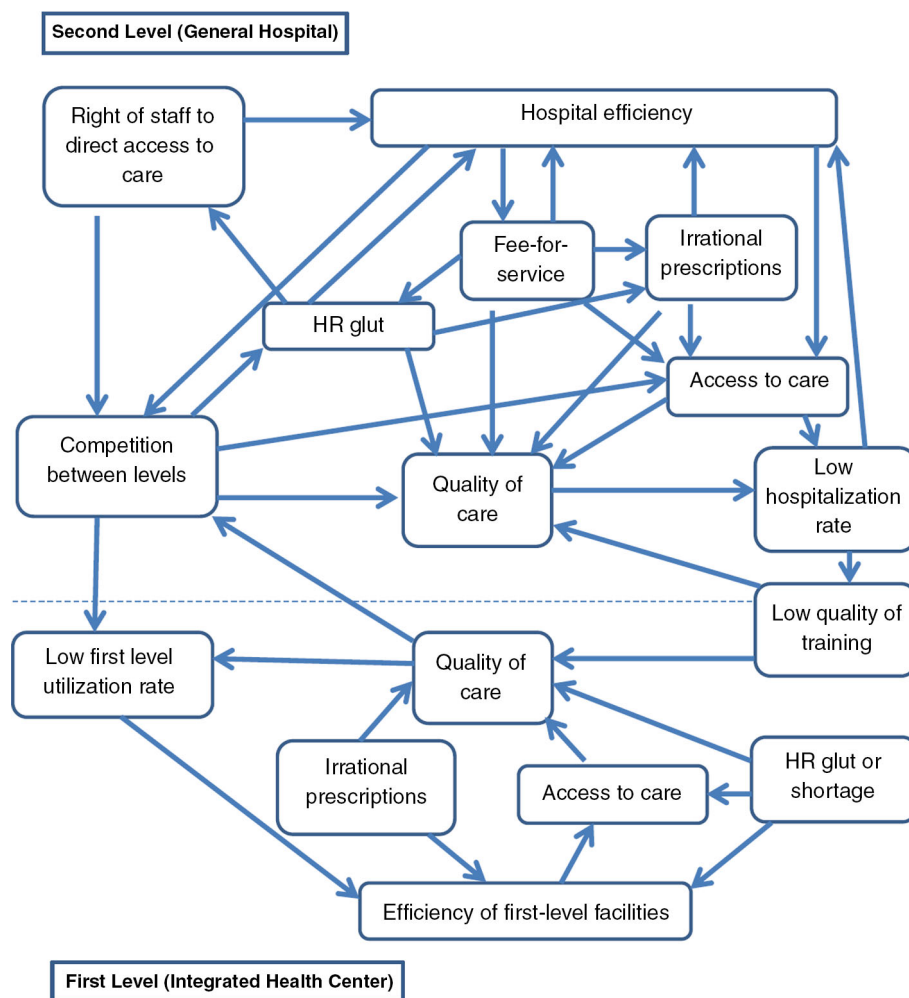 Second Level (General Hospital)
Right of staff to
direct access to
care
Hospital efficiency
Fee-for-
service
Irrational
prescriptions
HR glut
Access to care
Competition
between levels
Quality of
care
Low
hospitalization
rate
Low quality of
training
Low first level
utilization rate
Quality of
care
Irrational
prescriptions
Access to care
HR glut or
shortage
Efficiency of first-level facilities
First Level (Integrated Health Center)